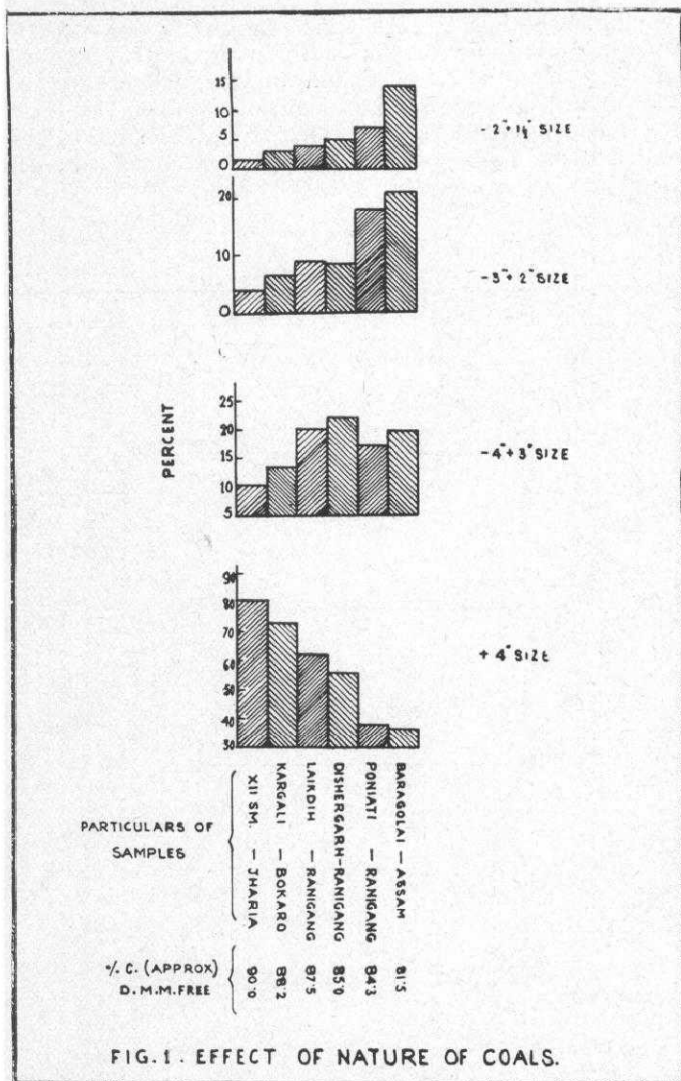 15
10
5
0
- 2" + 1½" SIZE
20
10
0
- 3" + 2" SIZE
PERCENT
25
20
15
10
5
- 4" + 3" SIZE
90
80
70
60
50
40
30
+ 4" SIZE
PARTICULARS OF
SAMPLES
XII SM. — JHARIA
KARGALI — BOKARO
LAIKDIH — RANIGANG
DISHERGARH—RANIGANG
PONIATI — RANIGANG
BARAGOLAI — ASSAM
%. C. (APPROX)
D. M. M. FREE
90·0
88·2
87·5
85·0
84·3
81·5
FIG. 1. EFFECT OF NATURE OF COALS.